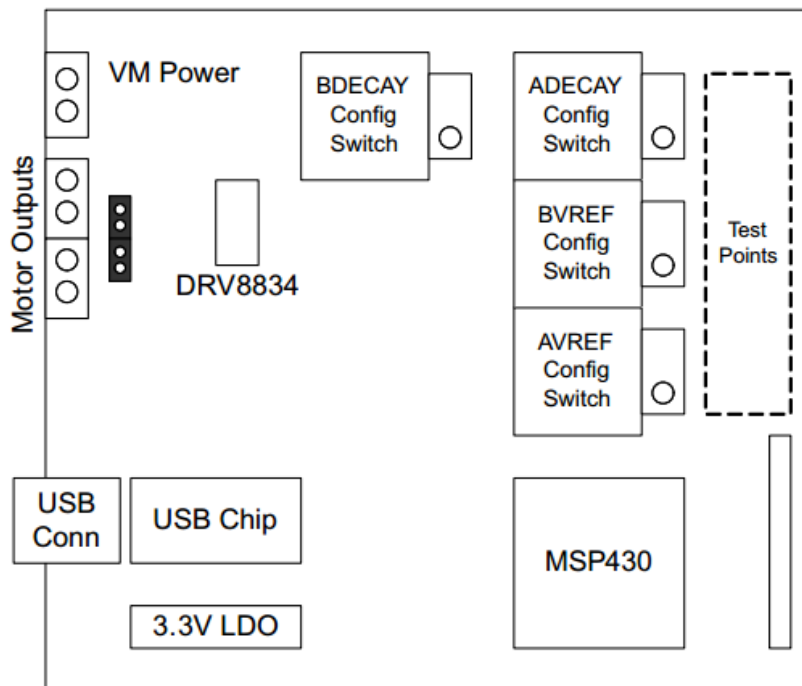 VM Power
BDECAY
Config
Switch
ADECAY
Config
Switch
Motor Outputs
DRV8834
BVREF
Config
Switch
Test
Points
AVREF
Config
Switch
USB
Conn
USB Chip
MSP430
3.3V LDO